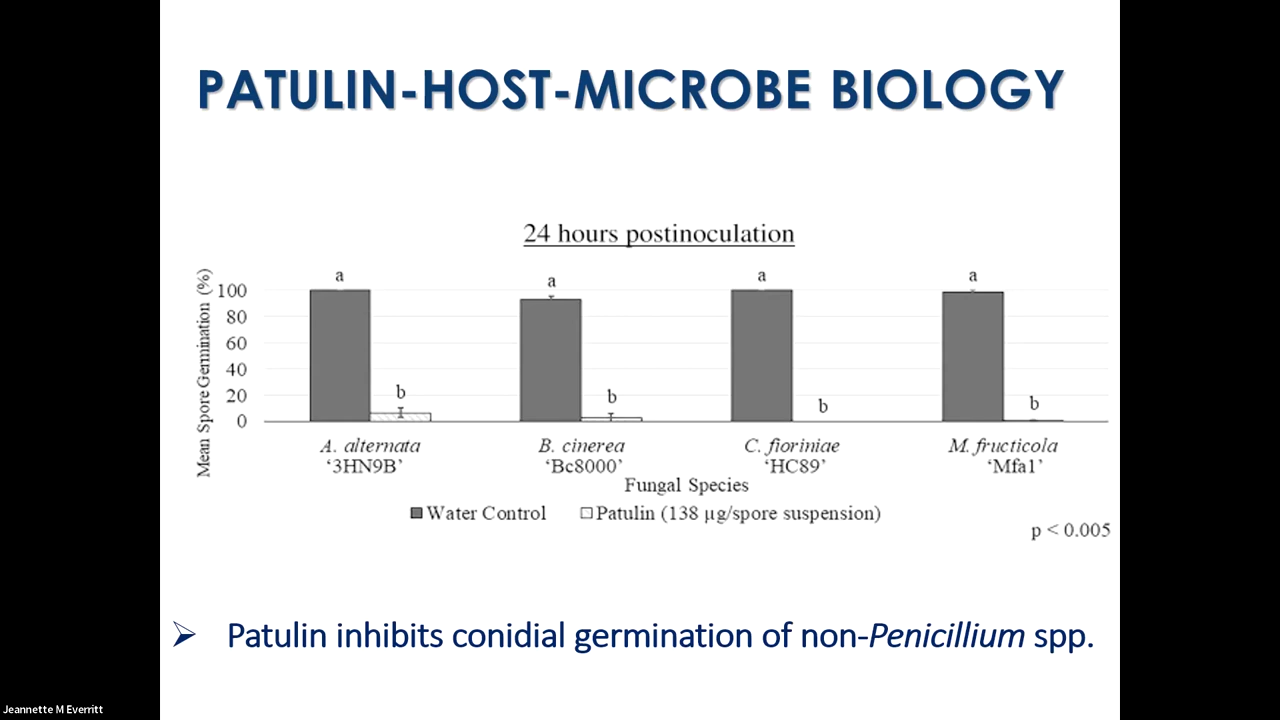 PATULIN-HOST-MICROBE BIOLOGY
24 hours postinoculation
Mean Spore Germination (%)
100
80
60
40
20
0
a
b
a
b
a
b
a
b
A. alternata
‘3HN9B’
B. cinerea
‘Bc8000’
C. fioriniae
‘HC89’
M. fructicola
‘Mfa1’
Fungal Species
Water Control
Patulin (138 µg/spore suspension)
p < 0.005
Patulin inhibits conidial germination of non-Penicillium spp.
Jeannette M Everritt